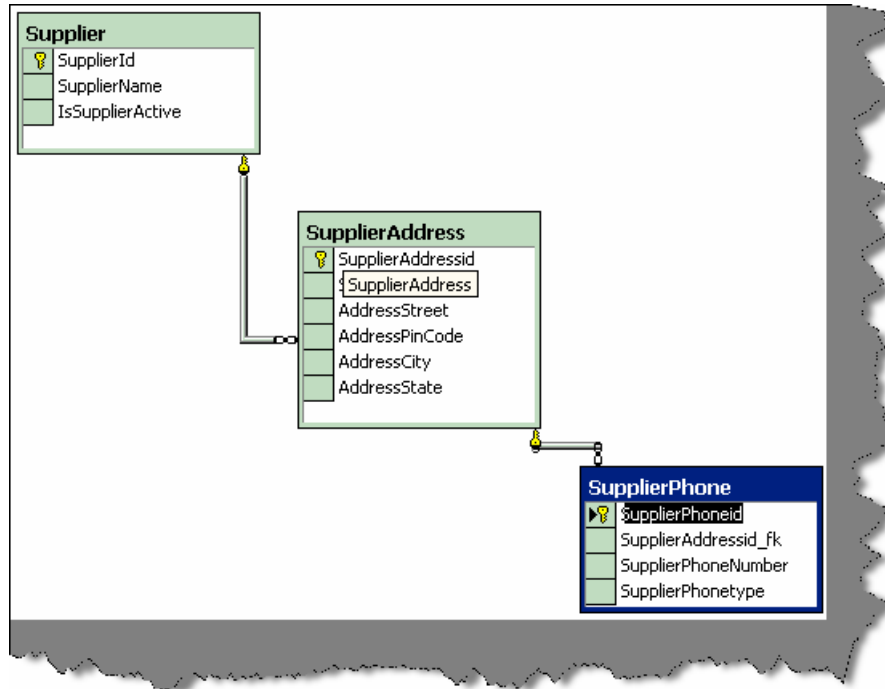 Supplier
SupplierId
SupplierName
IsSupplierActive
SupplierAddress
SupplierAddressid
SupplierAddress
AddressStreet
AddressPinCode
AddressCity
AddressState
SupplierPhone
SupplierPhoneid
SupplierAddressid_fk
SupplierPhoneNumber
SupplierPhonetype